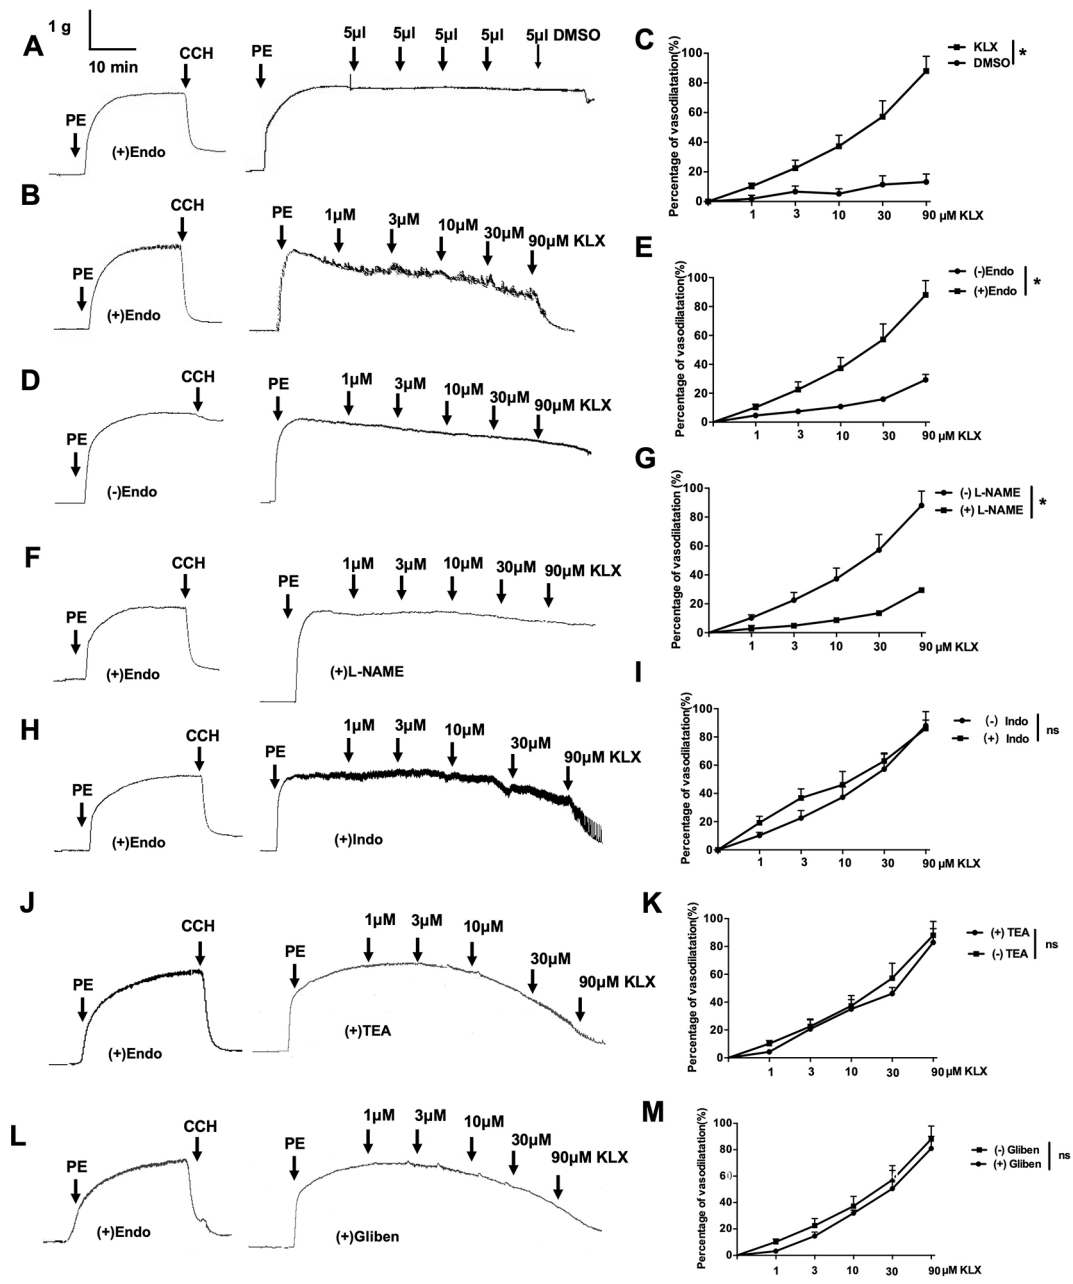 A
1 g
10 min
PE
CCH
(+)Endo
PE
5µl 5µl 5µl 5µl 5µl DMSO
B
PE
CCH
(+)Endo
PE
1µM 3µM 10µM 30µM 90µM KLX
C
Percentage of vasodilatation(%)
100
80
60
40
20
0
1 3 10 30 90 µM KLX
KLX
DMSO
*
D
PE
CCH
(-)Endo
PE
1µM 3µM 10µM 30µM 90µM KLX
E
Percentage of vasodilatation(%)
100
80
60
40
20
0
1 3 10 30 90 µM KLX
(-)Endo
(+)Endo
*
F
PE
CCH
(+)Endo
PE
1µM 3µM 10µM 30µM 90µM KLX
(+)L-NAME
G
Percentage of vasodilatation (%)
100
80
60
40
20
0
1 3 10 30 90 µM KLX
(-) L-NAME
(+) L-NAME
*
H
PE
CCH
(+)Endo
PE
1µM 3µM 10µM 30µM 90µM KLX
(+)Indo
I
Percentage of vasodilatation(%)
100
80
60
40
20
0
1 3 10 30 90 µM KLX
(-) Indo
(+) Indo
ns
J
PE
CCH
(+)Endo
PE
1µM 3µM 10µM 30µM 90µM KLX
(+)TEA
K
Percentage of vasodilatation(%)
100
80
60
40
20
0
1 3 10 30 90 µM KLX
(+) TEA
(-) TEA
ns
L
PE
CCH
(+)Endo
PE
1µM 3µM 10µM 30µM 90µM KLX
(+)Gliben
M
Percentage of vasodilatation(%)
100
80
60
40
20
0
1 3 10 30 90 µM KLX
(-) Gliben
(+) Gliben
ns